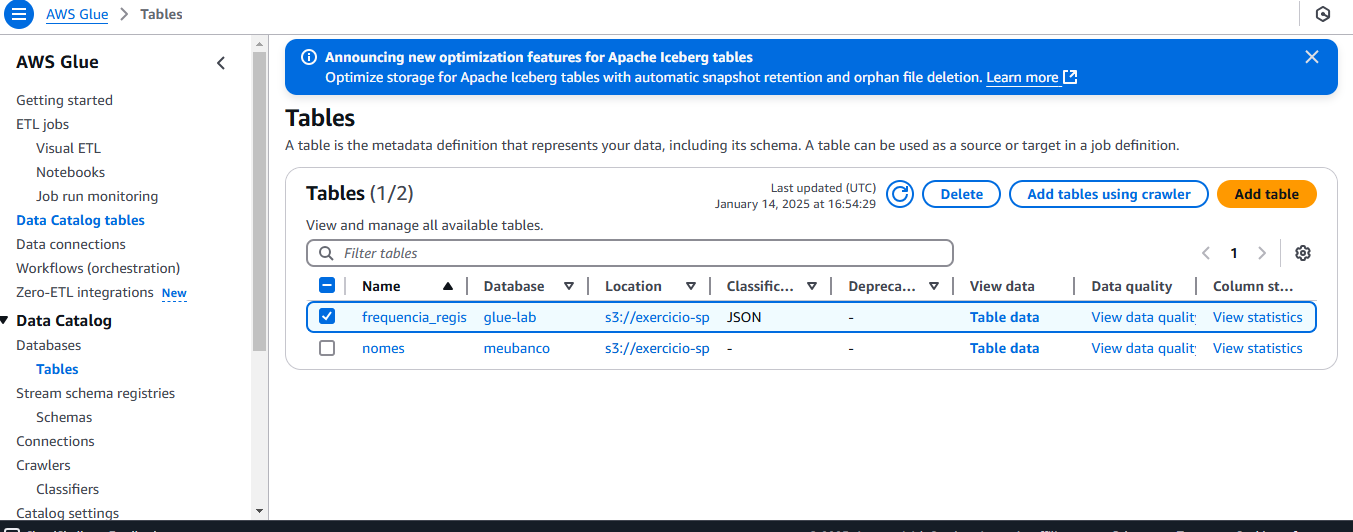 AWS Glue > Tables
AWS Glue
Getting started
ETL jobs
Visual ETL
Notebooks
Job run monitoring
Data Catalog tables
Data connections
Workflows (orchestration)
Zero-ETL integrations New
Data Catalog
Databases
Tables
Stream schema registries
Schemas
Connections
Crawlers
Classifiers
Catalog settings
Announcing new optimization features for Apache Iceberg tables
Optimize storage for Apache Iceberg tables with automatic snapshot retention and orphan file deletion. Learn more
Tables
A table is the metadata definition that represents your data, including its schema. A table can be used as a source or target in a job definition.
Tables (1/2)
Last updated (UTC)
January 14, 2025 at 16:54:29
Delete
Add tables using crawler
Add table
View and manage all available tables.
Filter tables
1
Name Database Location Classific... Depreca... View data Data quality Column st...
frequencia_regis glue-lab s3://exercicio-sp JSON - Table data View data quality View statistics
nomes meubanco s3://exercicio-sp - - Table data View data quality View statistics